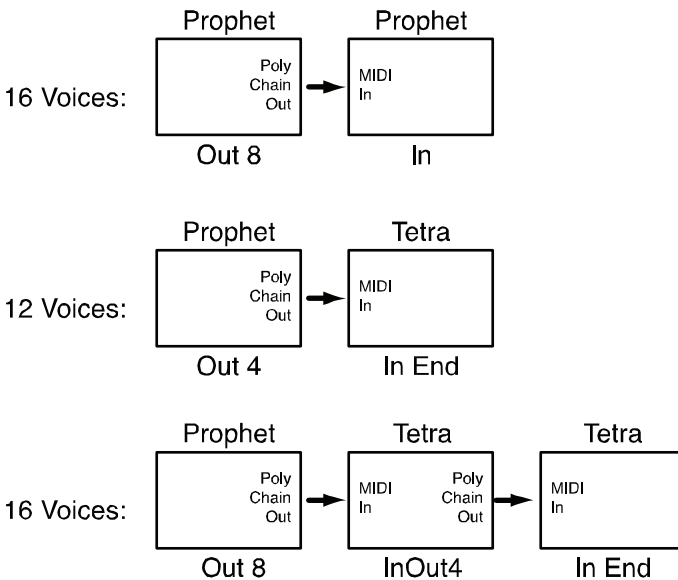 Prophet Prophet
16 Voices:
Poly
Chain
Out
MIDI
In
Out 8 In
Prophet Tetra
12 Voices:
Poly
Chain
Out
MIDI
In
Out 4 In End
Prophet Tetra Tetra
16 Voices:
Poly
Chain
Out
MIDI
In
Poly
Chain
Out
MIDI
In
Out 8 InOut4 In End